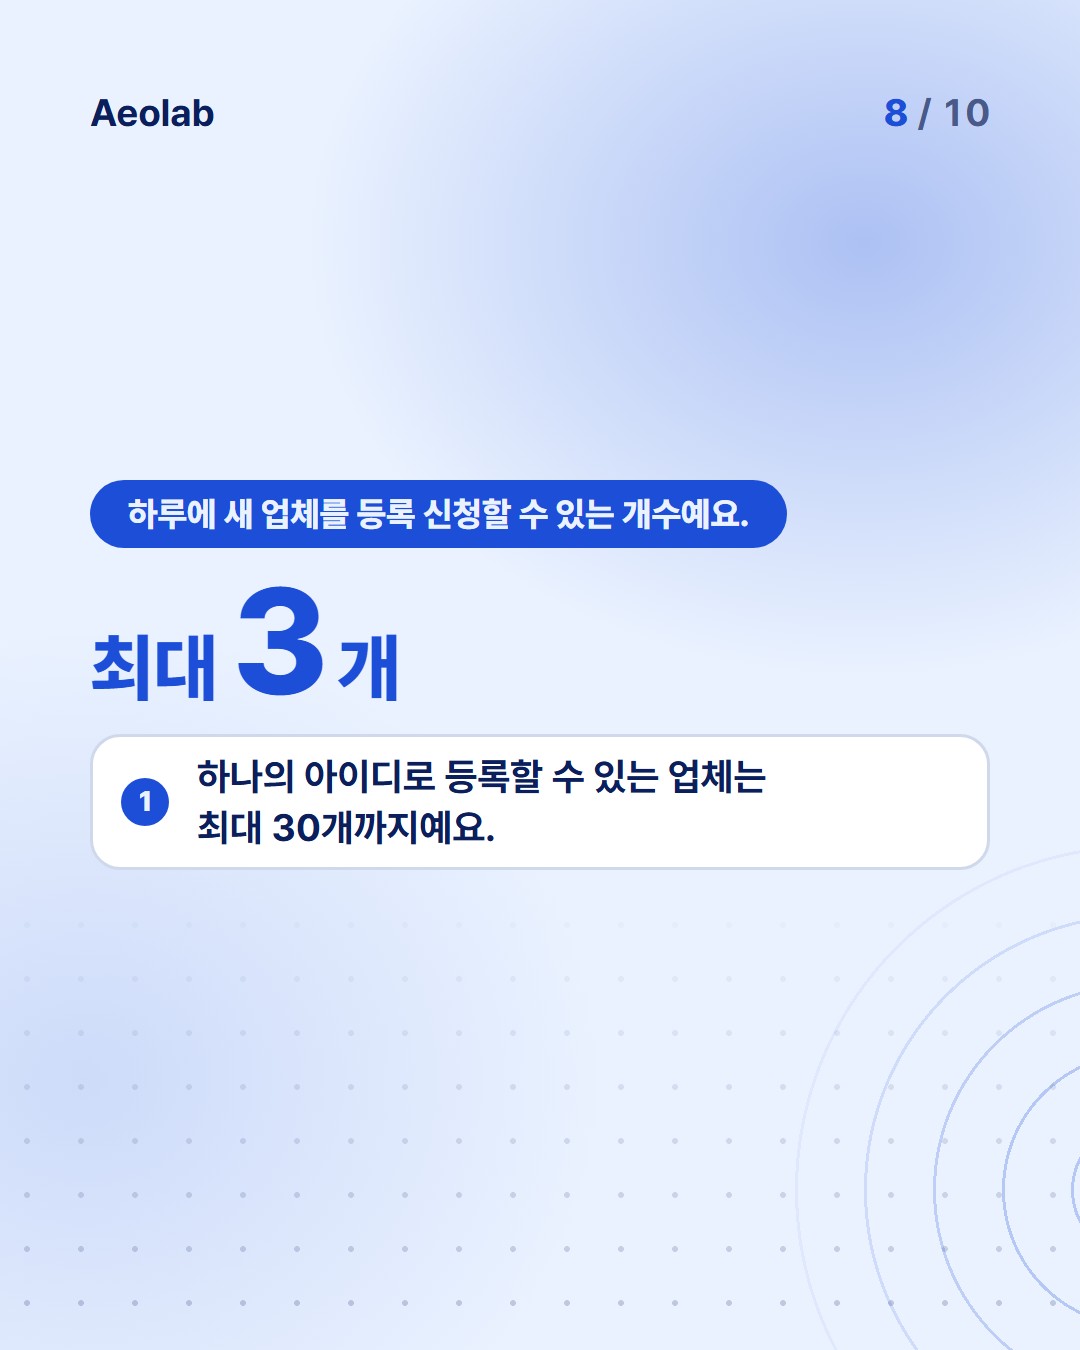 Aeolab
8 / 10
하루에 새 업체를 등록 신청할 수 있는 개수예요.
최대 3 개
1
하나의 아이디로 등록할 수 있는 업체는
최대 30개까지예요.